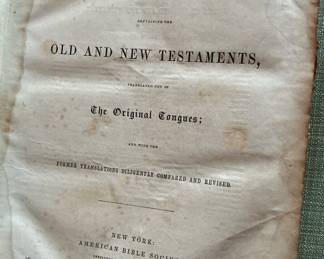 CONTAINING THE
OLD AND NEW TESTAMENTS,
TRANSLATED OUT OF
The Original Tongues;
AND WITH THE
FORMER TRANSLATIONS DILIGENTLY COMPARED AND REVISED.
NEW YORK:
AMERICAN BIBLE SOCIE